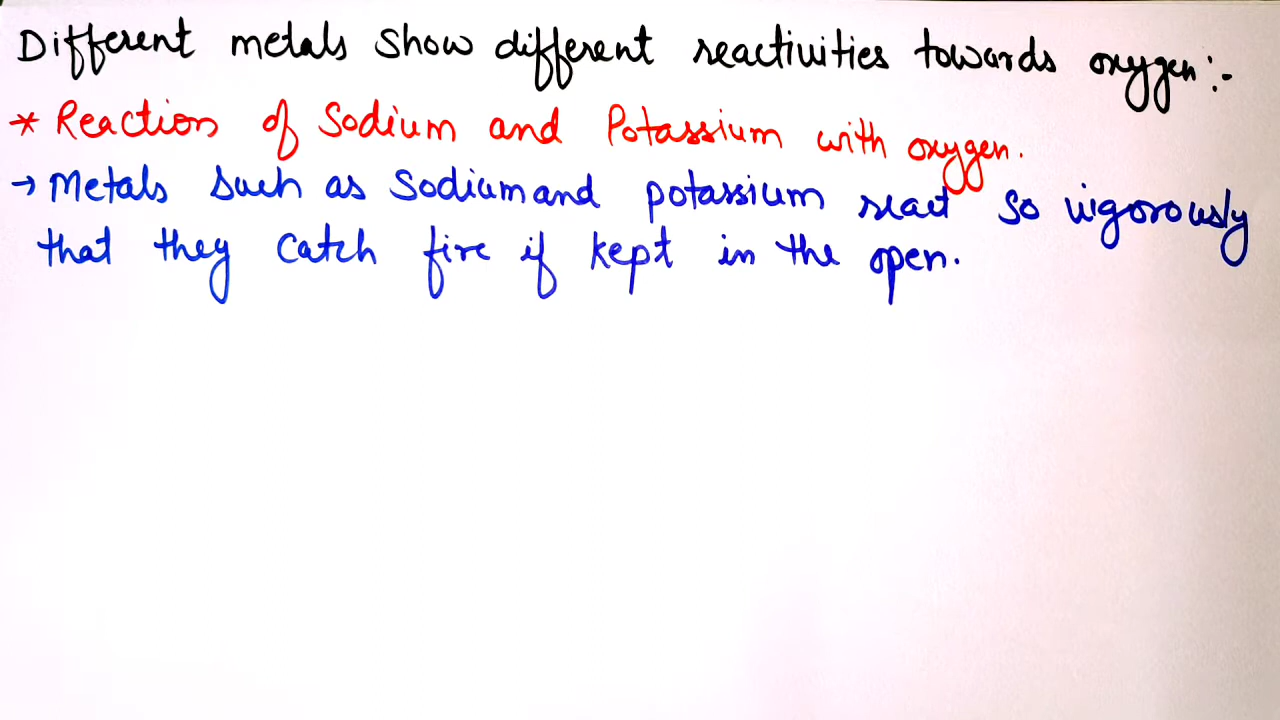 Different metals show different reactivities towards oxygen:-
* Reaction of Sodium and Potassium with oxygen.
→ Metals such as sodium and potassium react so vigorously
that they catch fire if kept in the open.